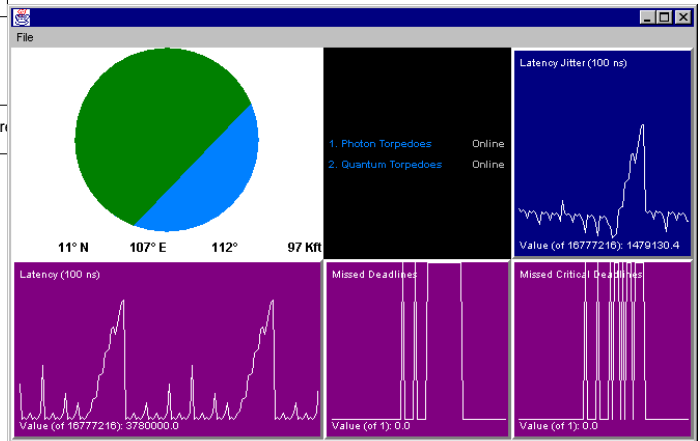 File
Latency Jitter (100 ns)
1. Photon Torpedoes Online
2. Quantum Torpedoes Online
Value (of 16777216): 1479130.4
11° N 107° E 112° 97 Kft
Latency (100 ns)
Missed Deadlines
Missed Critical Deadlines
Value (of 16777216): 3780000.0
Value (of 1): 0.0
Value (of 1): 0.0